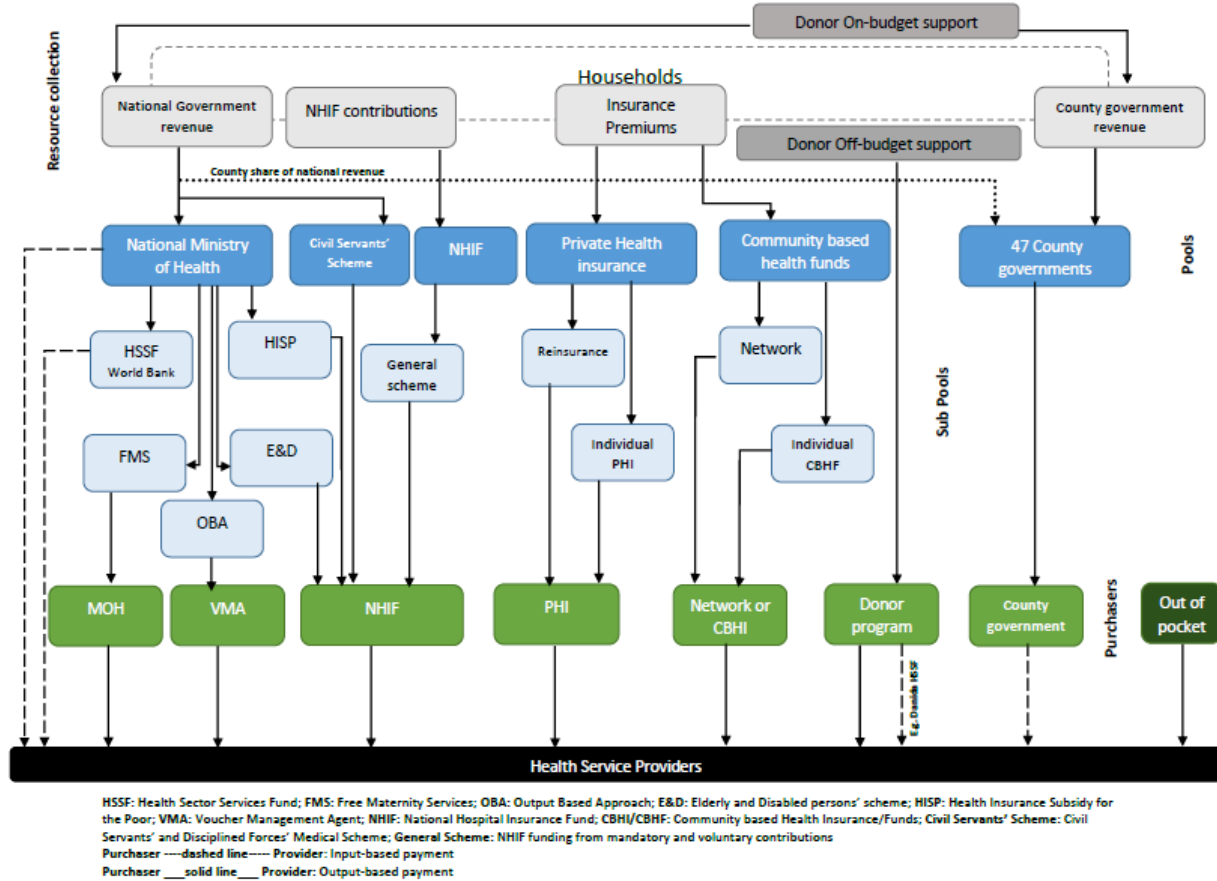 Donor On-budget support
Resource collection
Households
National Government
revenue
NHIF contributions
Insurance
Premiums
County government
revenue
Donor Off-budget support
County share of national revenue
National Ministry
of Health
Civil Servants'
Scheme
NHIF
Private Health
insurance
Community based
health funds
47 County
governments
Pools
HSSF
World Bank
HISP
General
scheme
Reinsurance
Network
Sub Pools
FMS
E&D
Individual
PHI
Individual
CBHF
OBA
MOH
VMA
NHIF
PHI
Network or
CBHI
Donor
program
County
government
Purchasers
Out of
pocket
E.g. Danida HSSF
Health Service Providers
HSSF: Health Sector Services Fund; FMS: Free Maternity Services; OBA: Output Based Approach; E&D: Elderly and Disabled persons' scheme; HISP: Health Insurance Subsidy for
the Poor; VMA: Voucher Management Agent; NHIF: National Hospital Insurance Fund; CBHI/CBHF: Community based Health Insurance/Funds; Civil Servants' Scheme: Civil
Servants' and Disciplined Forces' Medical Scheme; General Scheme: NHIF funding from mandatory and voluntary contributions
Purchaser ----dashed line----- Provider: Input-based payment
Purchaser ___solid line___ Provider: Output-based payment